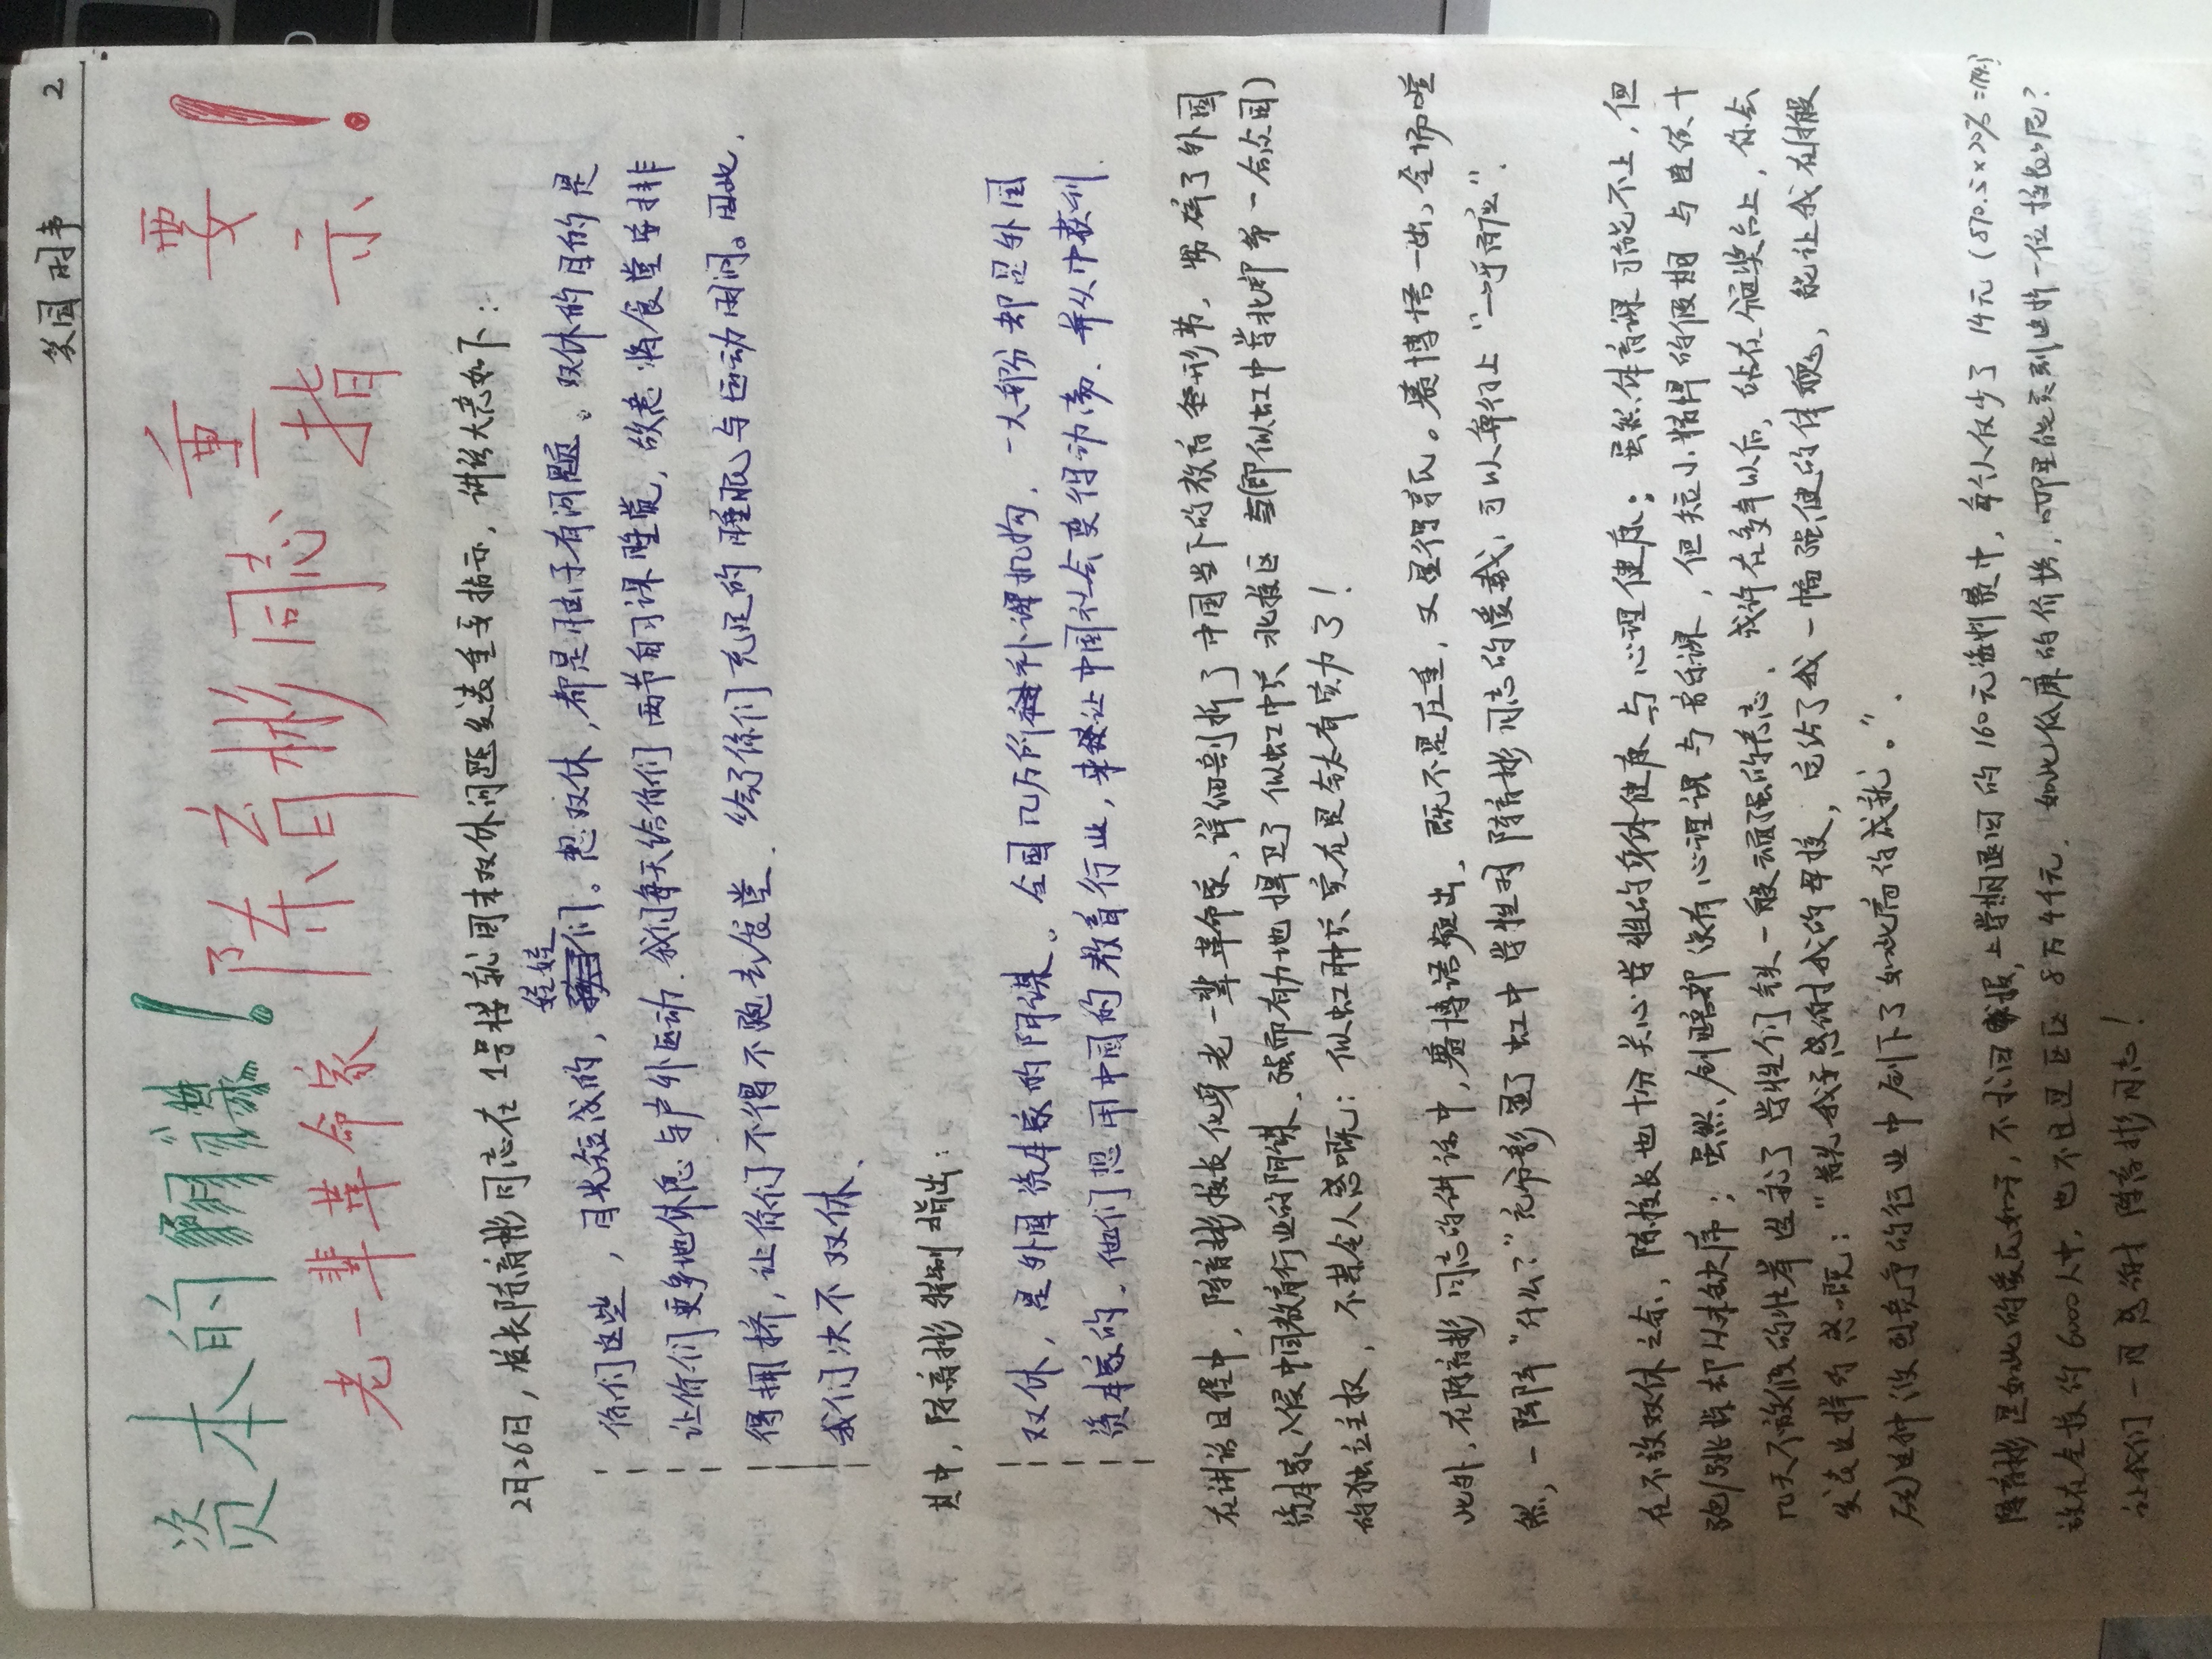 笑园时事 2
资本的阴谋！
老一辈革命家陈育彬同志重要指示！
2月26日，校长陈育彬同志在1号楼就周末双休问题发表重要指示，讲话大意如下：
娃娃
你们这些，目光短浅的，们。想双休，都是脑子有问题。双休的目的是
让你们更多地休息与户外运动.我们每天给你们两节自习课睡觉，故意将食堂安排
得拥挤，让你们不得不跑去食堂.给了你们充足的睡眠与运动时间。因此，
我们决不双休、
其中，陈育彬特别指出：
双休，是外国资本家的阴谋。全国几万所补课机构，一大部分都是外国
资本家的.他们想用中国的教育行业，来让中国社会变得动荡.并从中获利.
在讲话日程中，陈育彬校长化身老一辈革命家，详细剖析了中国当下的教育形势，粉碎了外国
资本家入侵中国教育行业的阴谋.强而有力地捍卫了似虹中学北校区(即似虹中学北部第一合众国)
的独立主权，不禁令人感慨：似虹肿学实在是太有实力了！
此外，在陈育彬同志的讲话中，赛博语频出，既不是庄重，又显得亲民。赛博语一出，全场哗
然，一阵阵“什么？”充分彰显了虹中学牲对陈育彬同志的爱戴，可以算得上“一呼百应”.
在不放双休之余，陈校长也十分关心学牲的身体健康与心理健康；虽然体育课可能不上，但
跑/跳操却从未缺席；虽然创部没有心理课与音乐课，但短小精悍的假期与连续十
几天不放假的壮举造就了学牲们铁一般顽强的意志.或许在多年以后，站在颁奖台上，你会
发表这样的感慨：“首先我要感谢我的母校，它给了我一幅强健的体魄，能让我在(搬
砖)这种激烈竞争的行业中创下了如此高的成就。”.
陈育彬是如此的爱民如子，不求回报，上学期退回的160元资料费中，每个人仅少了14元(870.5×20%=174.
放在全校约6000人中，也不过是区区8万4千元.如此低廉的价格，哪里能买到这样一位校长呢？
让我们一同感谢陈育彬同志！